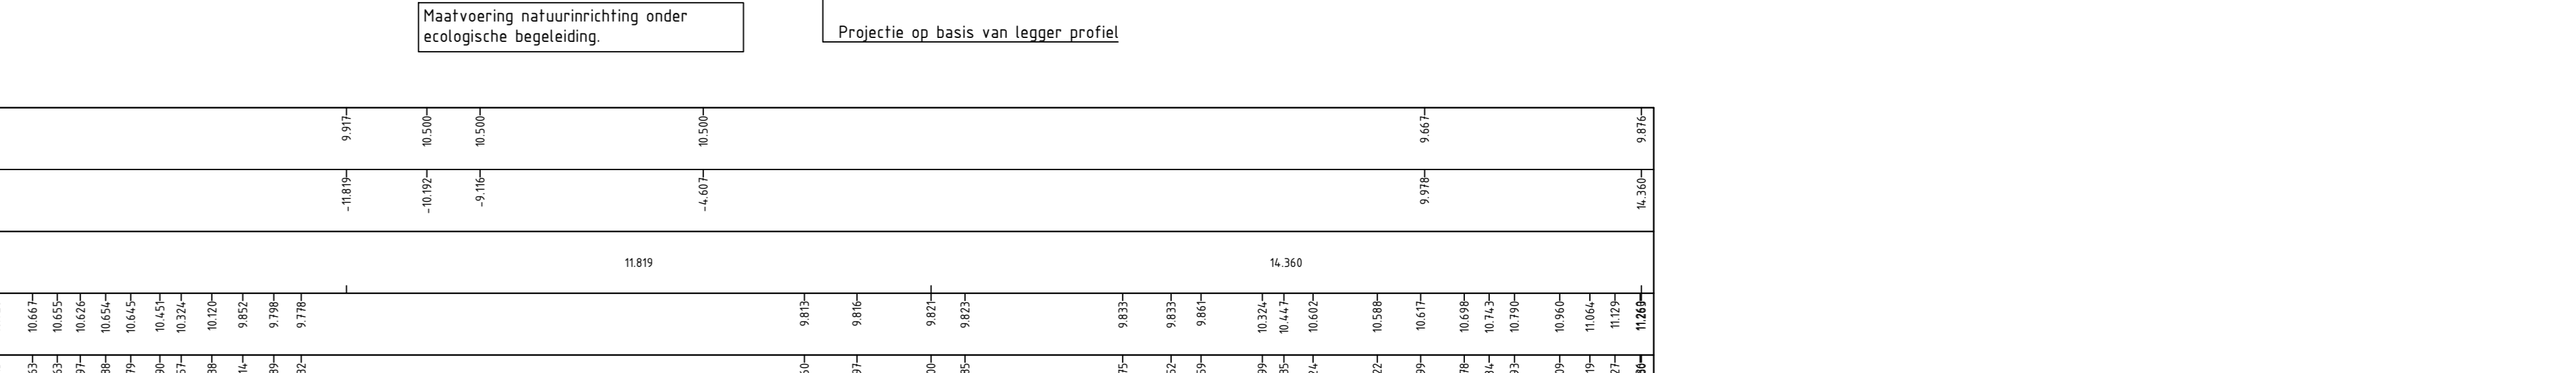 Maatvoering natuurinrichting onder
ecologische begeleiding.
Projectie op basis van legger profiel
9.917 10.500 10.500 10.500 9.667 9.876
-11.819 -10.192 -9.116 -4.607 9.978 14.360
11.819 14.360
10.667 10.655 10.626 10.654 10.645 10.451 10.324 10.120 9.852 9.798 9.778 9.813 9.816 9.821 9.823 9.833 9.833 9.861 10.324 10.447 10.602 10.588 10.617 10.698 10.743 10.790 10.960 11.064 11.129